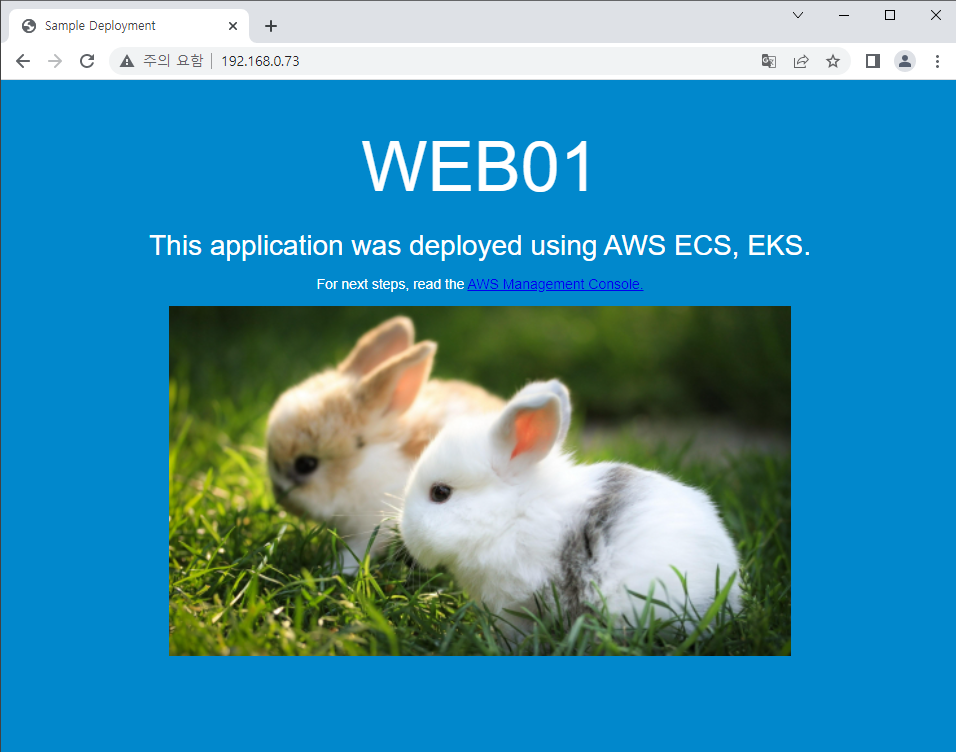 Sample Deployment
주의 요함 192.168.0.73
WEB01
This application was deployed using AWS ECS, EKS.
For next steps, read the AWS Management Console.